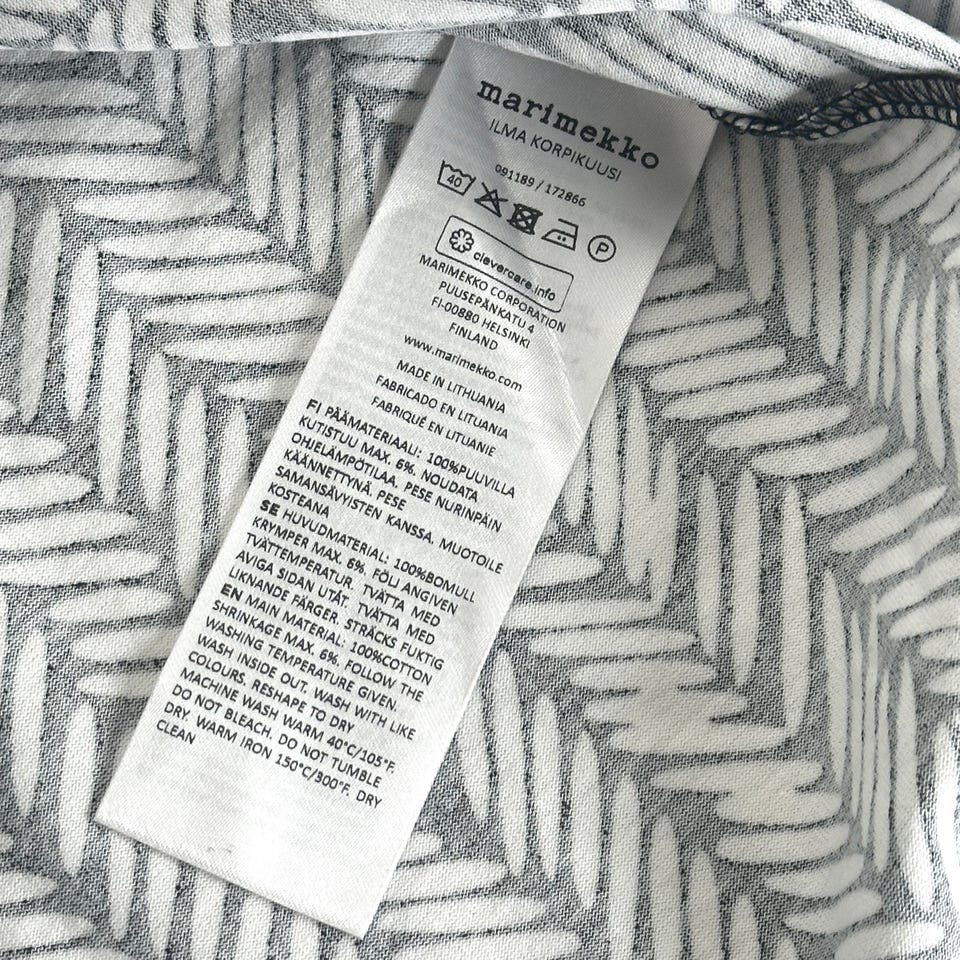 marimekko
ILMA KORPIKUUSI
091189 / 172866
40 P
clevercare.info
MARIMEKKO CORPORATION
PUUSEPÄNKATU 4
FI-00880 HELSINKI
FINLAND
www.marimekko.com
MADE IN LITHUANIA
FABRICADO EN LITUANIA
FABRIQUÉ EN LITUANIE
FI PÄÄMATERIAALI: 100%PUUVILLA
KUTISTUU MAX. 6%. NOUDATA
OHJELÄMPÖTILAA. PESE NURINPÄIN
KÄÄNNETTYNÄ. PESE
SAMANSÄVYISTEN KANSSA. MUOTOILE
KOSTEANA
SE HUVUDMATERIAL: 100%BOMULL
KRYMPER MAX. 6%. FÖLJ ANGIVEN
TVÄTTEMPERATUR. TVÄTTA MED
AVIGA SIDAN UTÅT. TVÄTTA MED
LIKNANDE FÄRGER. STRÄCKS FUKTIG
EN MAIN MATERIAL: 100%COTTON
SHRINKAGE MAX. 6%. FOLLOW THE
WASHING TEMPERATURE GIVEN.
WASH INSIDE OUT. WASH WITH LIKE
COLOURS. RESHAPE TO DRY
MACHINE WASH WARM 40°C/105°F.
DO NOT BLEACH. DO NOT TUMBLE
DRY. WARM IRON 150°C/300°F. DRY
CLEAN